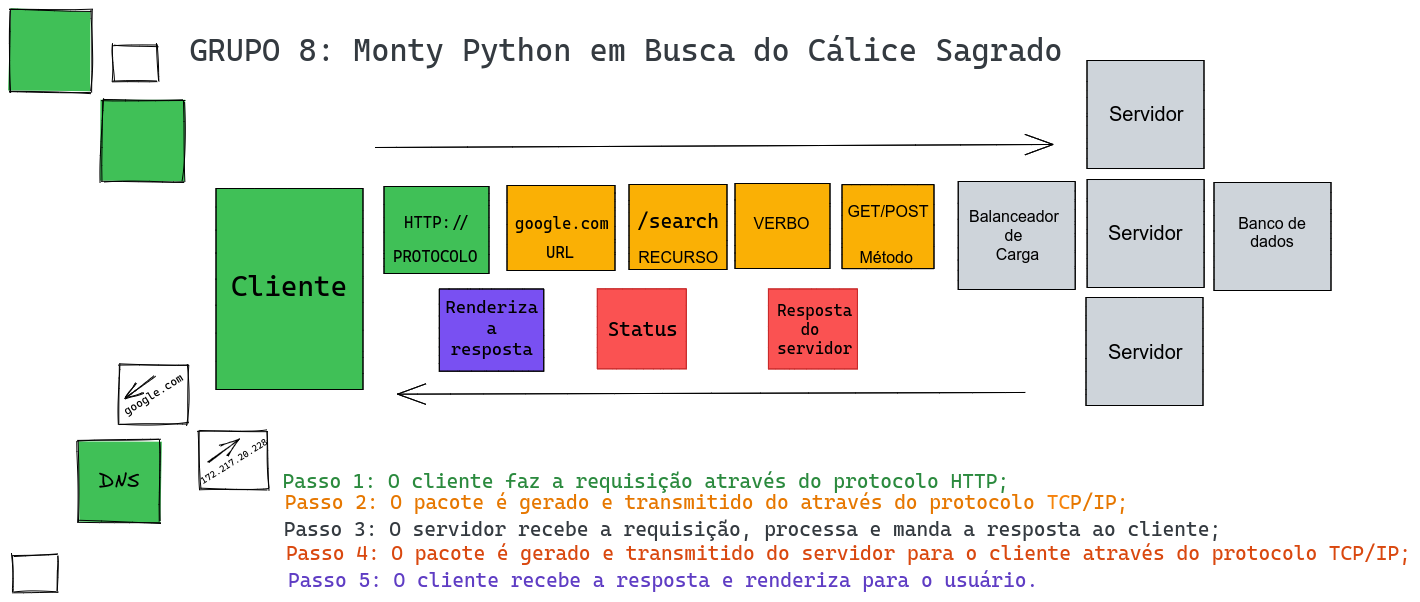 GRUPO 8: Monty Python em Busca do Cálice Sagrado
Servidor
HTTP://
PROTOCOLO
google.com
URL
/search
RECURSO
VERBO
GET/POST
Método
Balanceador
de
Carga
Servidor
Banco de
dados
Cliente
Renderiza
a
resposta
Status
Resposta
do
servidor
Servidor
google.com
172.217.20.228
DNS
Passo 1: O cliente faz a requisição através do protocolo HTTP;
Passo 2: O pacote é gerado e transmitido do através do protocolo TCP/IP;
Passo 3: O servidor recebe a requisição, processa e manda a resposta ao cliente;
Passo 4: O pacote é gerado e transmitido do servidor para o cliente através do protocolo TCP/IP;
Passo 5: O cliente recebe a resposta e renderiza para o usuário.